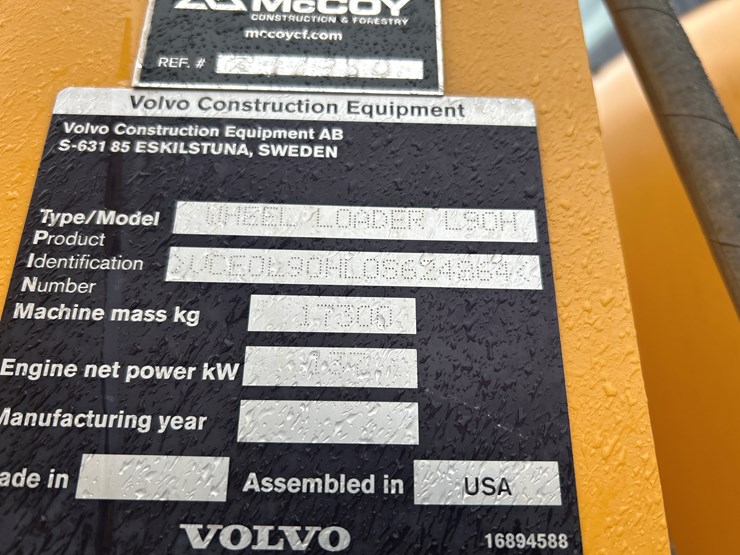 McCOY
CONSTRUCTION & FORESTRY
mccoycf.com
REF. #
Volvo Construction Equipment
Volvo Construction Equipment AB
S-631 85 ESKILSTUNA, SWEDEN
Type/Model WHEEL LOADER L90H
Product
Identification
Number
Machine mass kg 17300
Engine net power kW
Manufacturing year
ade in Assembled in USA
VOLVO 16894588